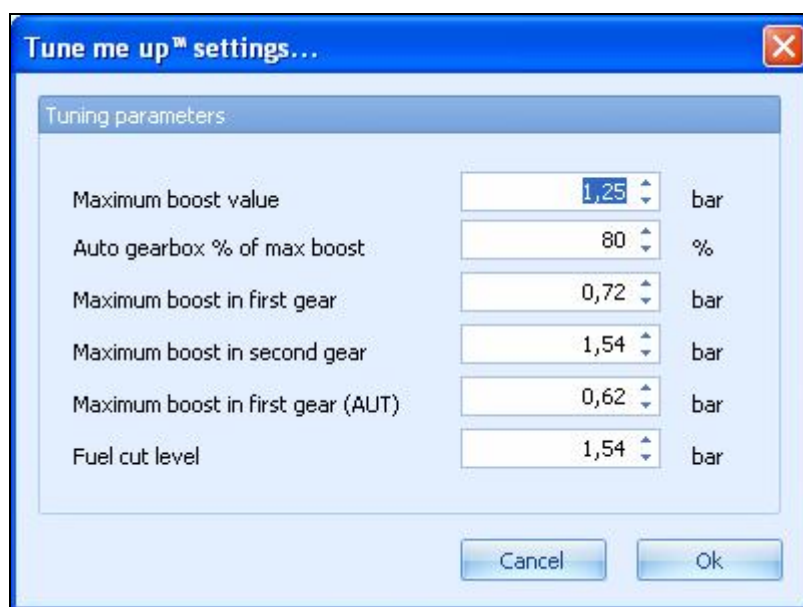 Tune me up™ settings...
Tuning parameters
Maximum boost value 1,25 bar
Auto gearbox % of max boost 80 %
Maximum boost in first gear 0,72 bar
Maximum boost in second gear 1,54 bar
Maximum boost in first gear (AUT) 0,62 bar
Fuel cut level 1,54 bar
Cancel Ok